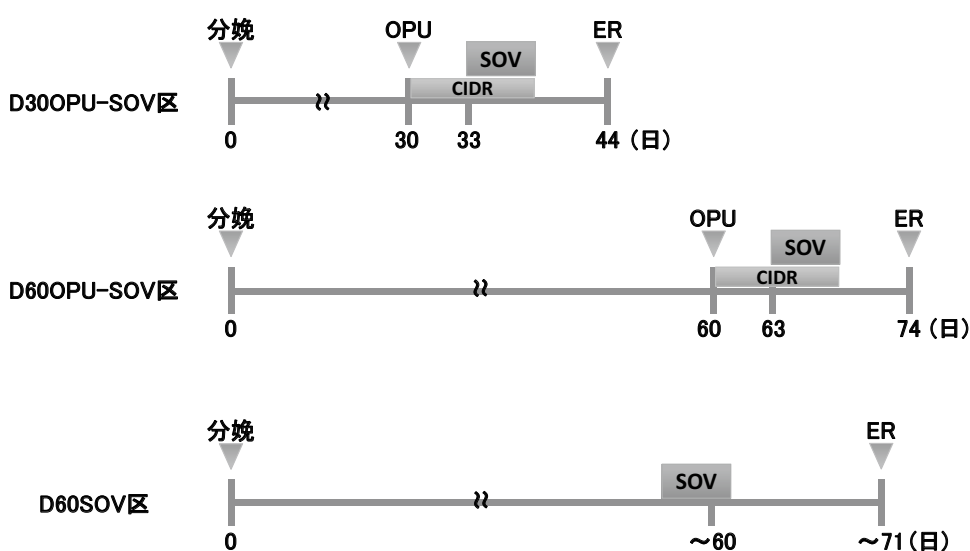 分娩 OPU ER
SOV
CIDR
D30OPU-SOV区
0 30 33 44 (日)
分娩 OPU ER
SOV
CIDR
D60OPU-SOV区
0 60 63 74 (日)
分娩 ER
SOV
D60SOV区
0 ～60 ～71 (日)